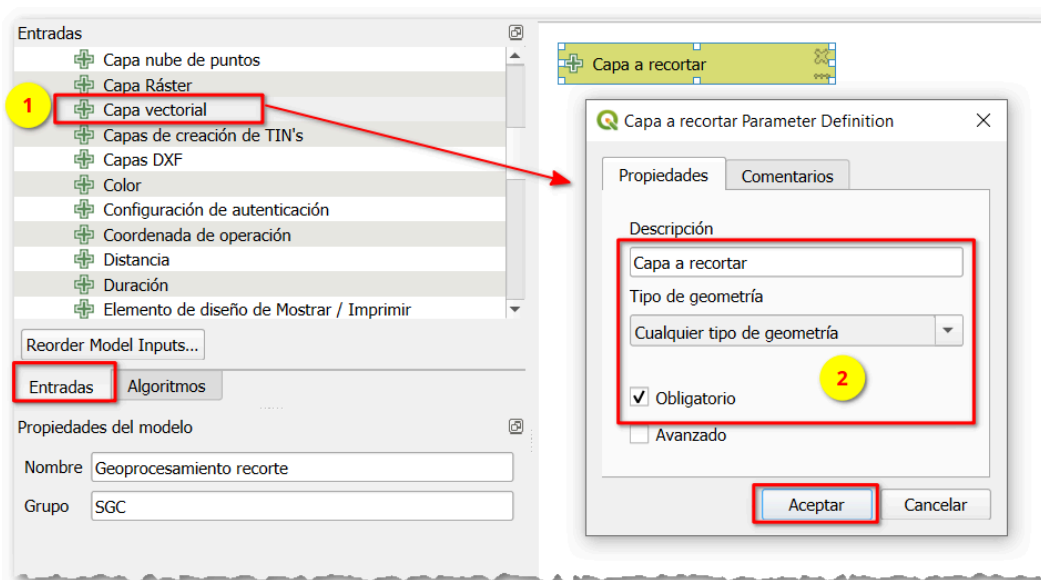 Entradas
Capa nube de puntos
Capa Ráster
1
Capa vectorial
Capas de creación de TIN's
Capas DXF
Color
Configuración de autenticación
Coordenada de operación
Distancia
Duración
Elemento de diseño de Mostrar / Imprimir
Reorder Model Inputs...
Entradas
Algoritmos
Propiedades del modelo
Nombre Geoprocesamiento recorte
Grupo SGC
Capa a recortar
Capa a recortar Parameter Definition
Propiedades
Comentarios
Descripción
Capa a recortar
Tipo de geometría
Cualquier tipo de geometría
2
Obligatorio
Avanzado
Aceptar
Cancelar